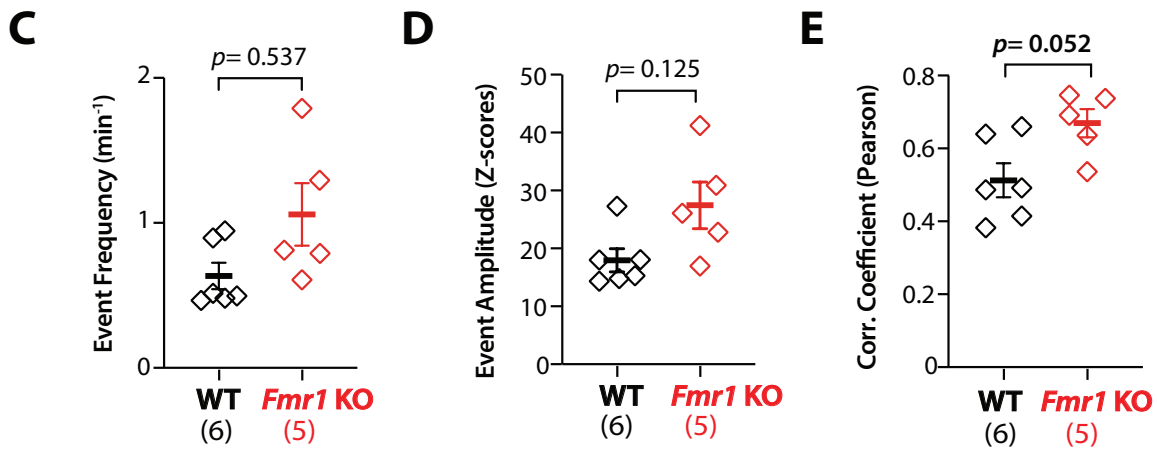 C
p= 0.537
Event Frequency (min⁻¹)
2
1
0
WT
(6)
Fmr1 KO
(5)
D
p= 0.125
Event Amplitude (Z-scores)
50
40
30
20
10
0
WT
(6)
Fmr1 KO
(5)
E
p= 0.052
Corr. Coefficient (Pearson)
0.8
0.6
0.4
0.2
0
WT
(6)
Fmr1 KO
(5)